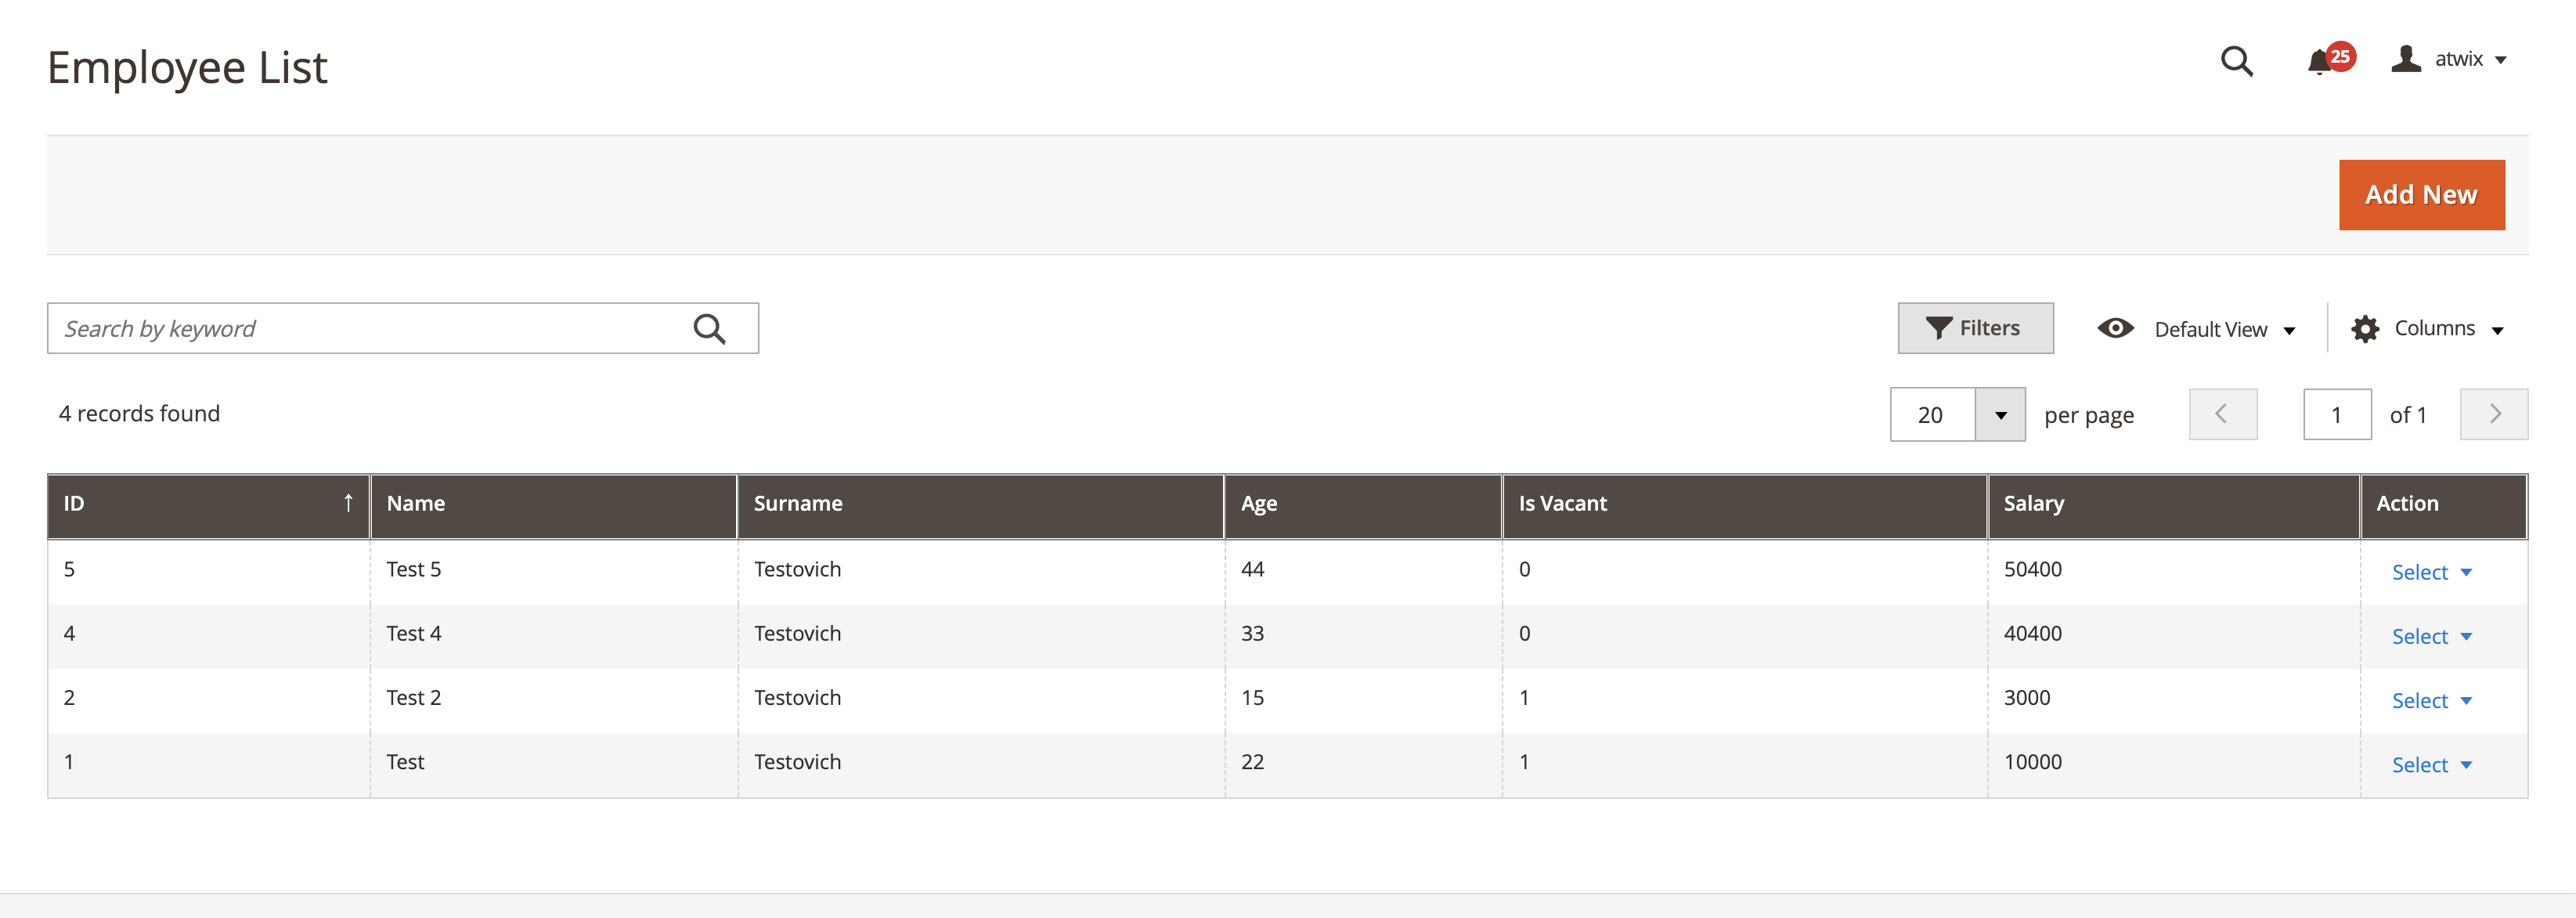 Employee List
25
atwix
Add New
Search by keyword
Filters
Default View
Columns
4 records found
20 per page
1 of 1
ID ↑ Name Surname Age Is Vacant Salary Action
5 Test 5 Testovich 44 0 50400 Select
4 Test 4 Testovich 33 0 40400 Select
2 Test 2 Testovich 15 1 3000 Select
1 Test Testovich 22 1 10000 Select